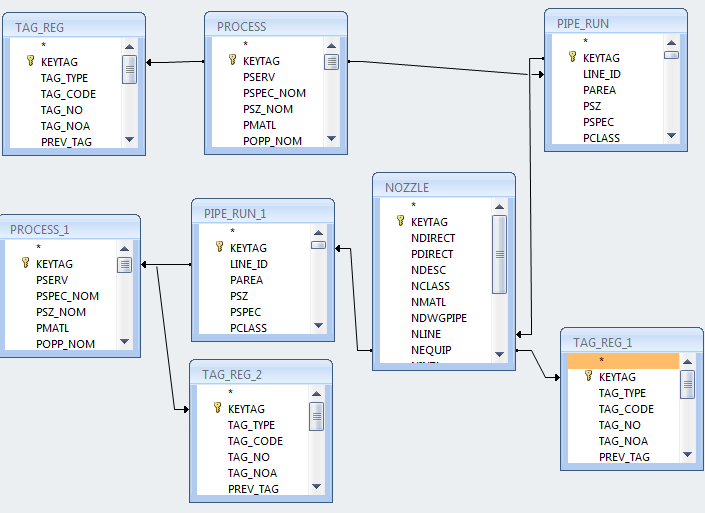 TAG_REG
*
KEYTAG
TAG_TYPE
TAG_CODE
TAG_NO
TAG_NOA
PREV_TAG
PROCESS
*
KEYTAG
PSERV
PSPEC_NOM
PSZ_NOM
PMATL
POPP_NOM
PIPE_RUN
*
KEYTAG
LINE_ID
PAREA
PSZ
PSPEC
PCLASS
PROCESS_1
*
KEYTAG
PSERV
PSPEC_NOM
PSZ_NOM
PMATL
POPP_NOM
PIPE_RUN_1
*
KEYTAG
LINE_ID
PAREA
PSZ
PSPEC
PCLASS
NOZZLE
*
KEYTAG
NDIRECT
PDIRECT
NDESC
NCLASS
NMATL
NDWGPIPE
NLINE
NEQUIP
TAG_REG_2
*
KEYTAG
TAG_TYPE
TAG_CODE
TAG_NO
TAG_NOA
PREV_TAG
TAG_REG_1
*
KEYTAG
TAG_TYPE
TAG_CODE
TAG_NO
TAG_NOA
PREV_TAG